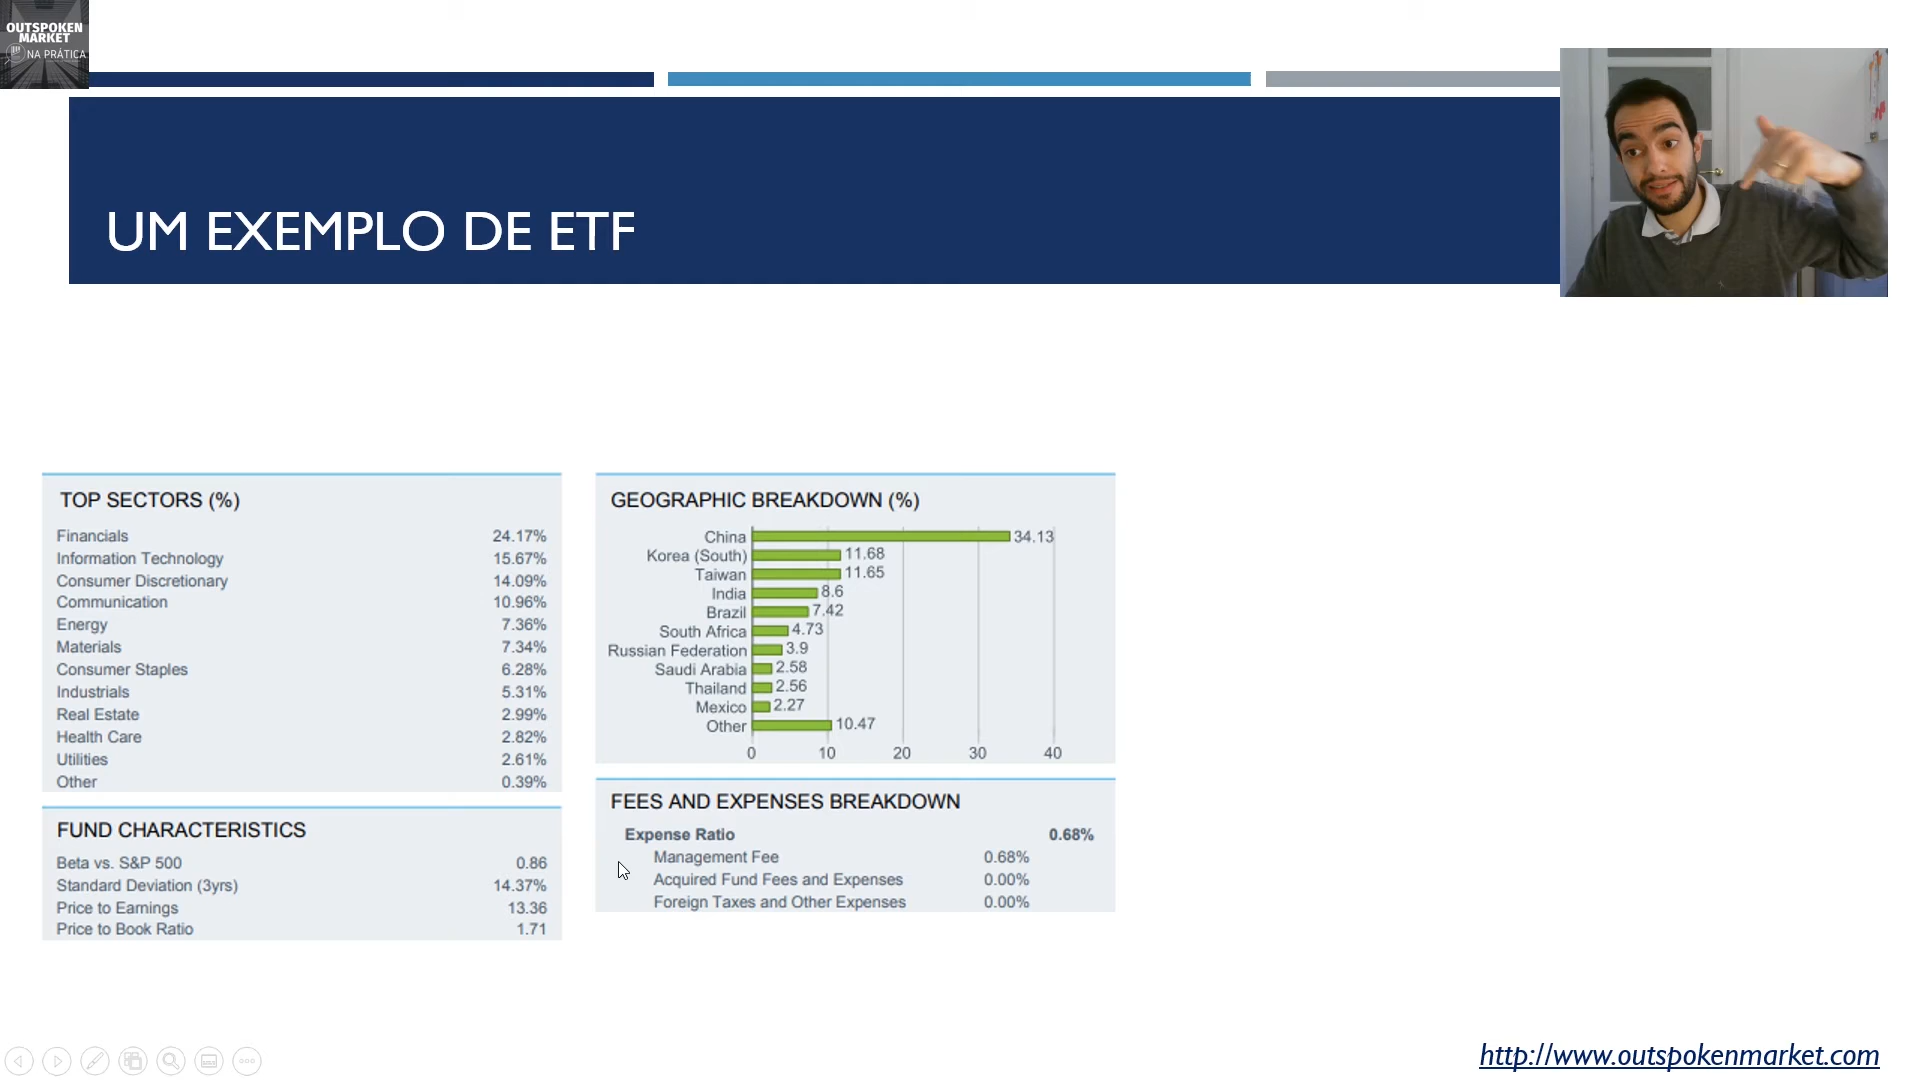 OUTSPOKEN
MARKET
NA PRÁTICA
UM EXEMPLO DE ETF
TOP SECTORS (%)
Financials 24.17%
Information Technology 15.67%
Consumer Discretionary 14.09%
Communication 10.96%
Energy 7.36%
Materials 7.34%
Consumer Staples 6.28%
Industrials 5.31%
Real Estate 2.99%
Health Care 2.82%
Utilities 2.61%
Other 0.39%
FUND CHARACTERISTICS
Beta vs. S&P 500 0.86
Standard Deviation (3yrs) 14.37%
Price to Earnings 13.36
Price to Book Ratio 1.71
GEOGRAPHIC BREAKDOWN (%)
China 34.13
Korea (South) 11.68
Taiwan 11.65
India 8.6
Brazil 7.42
South Africa 4.73
Russian Federation 3.9
Saudi Arabia 2.58
Thailand 2.56
Mexico 2.27
Other 10.47
0 10 20 30 40
FEES AND EXPENSES BREAKDOWN
Expense Ratio 0.68%
Management Fee 0.68%
Acquired Fund Fees and Expenses 0.00%
Foreign Taxes and Other Expenses 0.00%
http://www.outspokenmarket.com